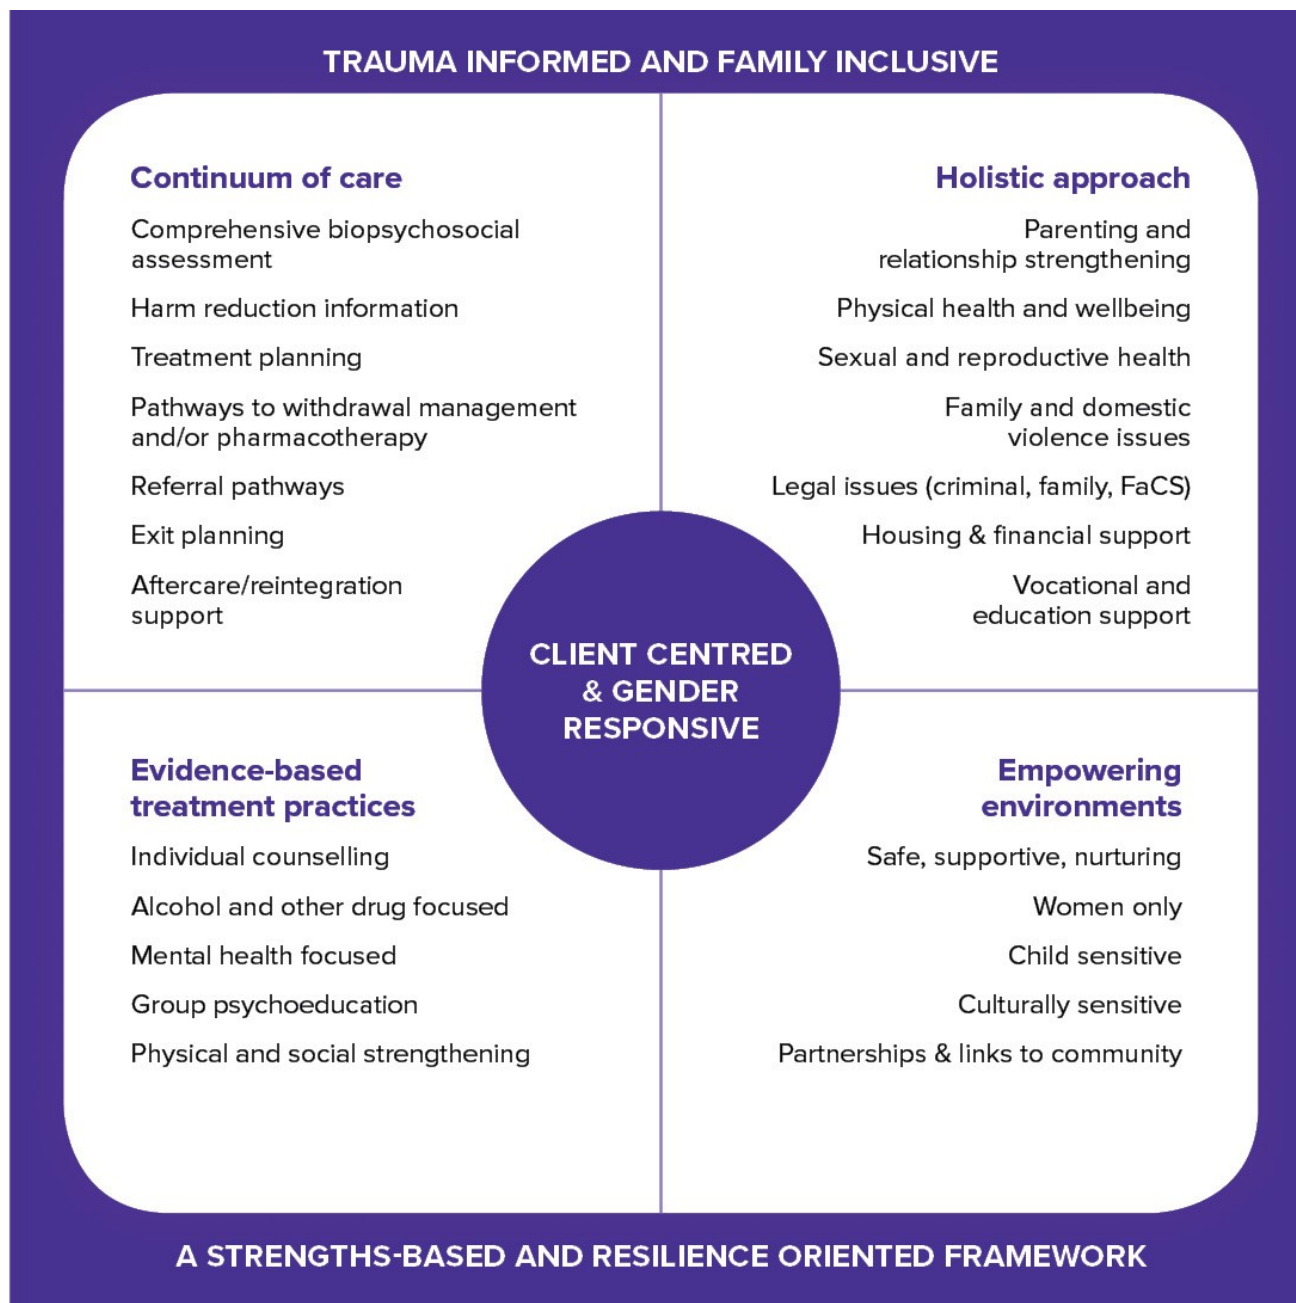 TRAUMA INFORMED AND FAMILY INCLUSIVE
Continuum of care
Comprehensive biopsychosocial
assessment
Harm reduction information
Treatment planning
Pathways to withdrawal management
and/or pharmacotherapy
Referral pathways
Exit planning
Aftercare/reintegration
support
Holistic approach
Parenting and
relationship strengthening
Physical health and wellbeing
Sexual and reproductive health
Family and domestic
violence issues
Legal issues (criminal, family, FaCS)
Housing & financial support
Vocational and
education support
CLIENT CENTRED
& GENDER
RESPONSIVE
Evidence-based
treatment practices
Individual counselling
Alcohol and other drug focused
Mental health focused
Group psychoeducation
Physical and social strengthening
Empowering
environments
Safe, supportive, nurturing
Women only
Child sensitive
Culturally sensitive
Partnerships & links to community
A STRENGTHS-BASED AND RESILIENCE ORIENTED FRAMEWORK